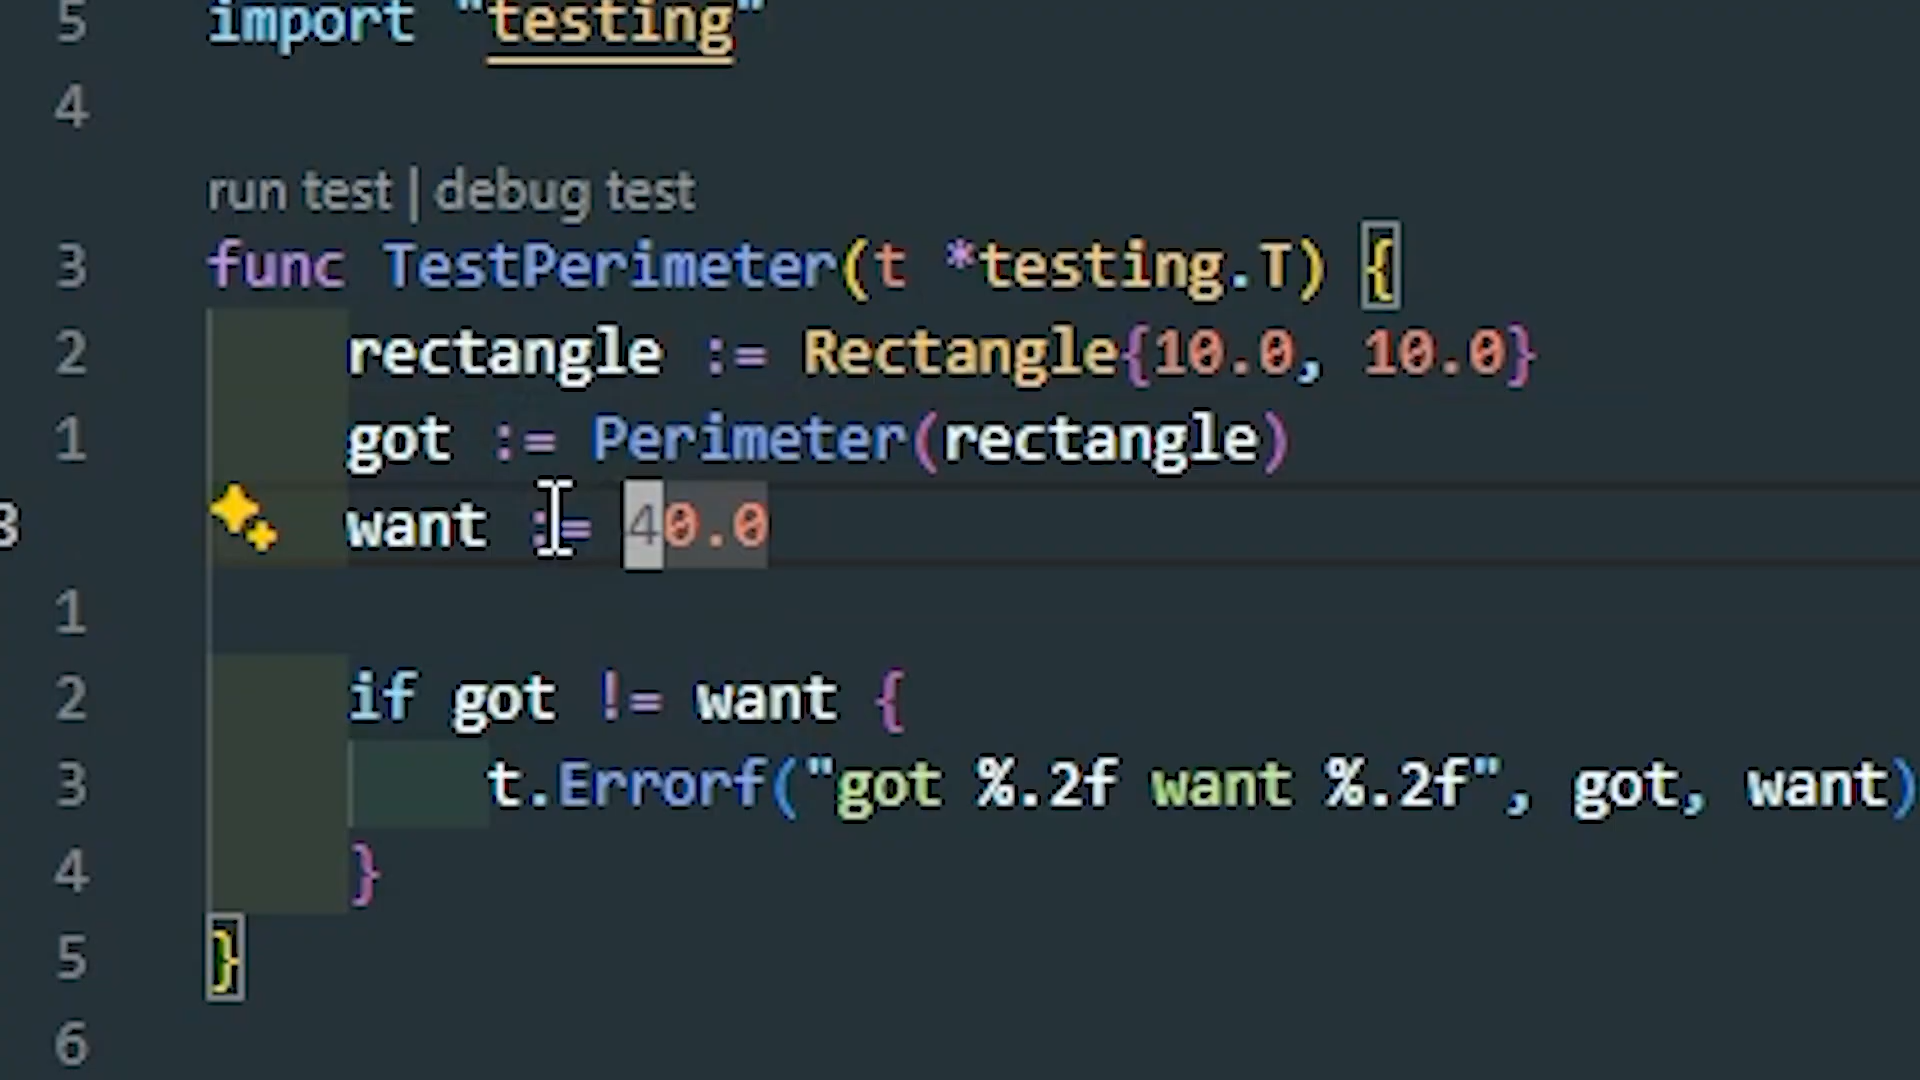 5 import "testing"
4
run test | debug test
3 func TestPerimeter(t *testing.T) {
2 rectangle := Rectangle{10.0, 10.0}
1 got := Perimeter(rectangle)
want := 40.0
1
2 if got != want {
3 t.Errorf("got %.2f want %.2f", got, want)
4 }
5 }
6